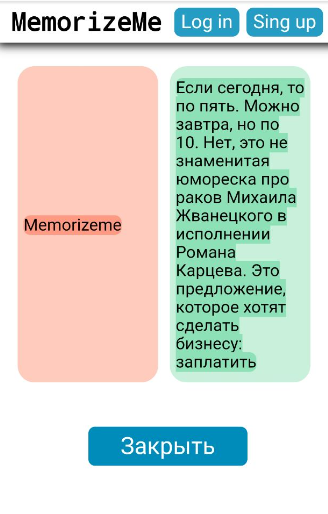 MemorizeMe Log in Sing up
Memorizeme
Если сегодня, то
по пять. Можно
завтра, но по
10. Нет, это не
знаменитая
юмореска про
раков Михаила
Жванецкого в
исполнении
Романа
Карцева. Это
предложение,
которое хотят
сделать
бизнесу:
заплатить
Закрыть